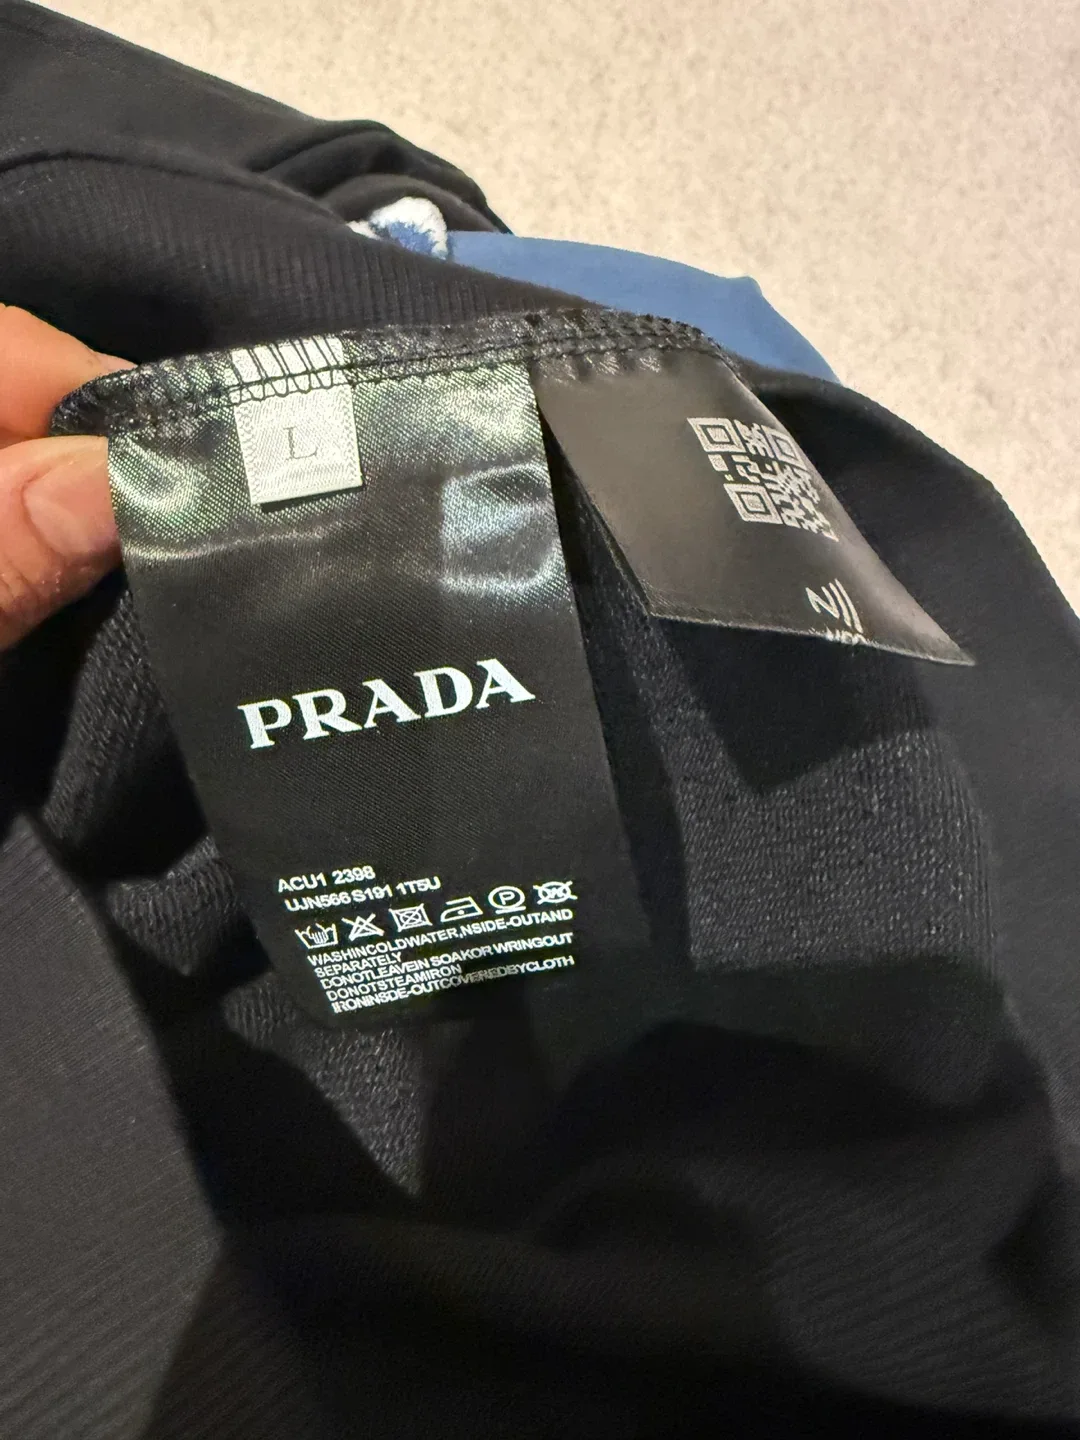 L
PRADA
ACU1 2398
UJN566 S191 1T5U
WASHINCOLDWATER,NSIDE-OUTAND
SEPARATELY
DONOTLEAVEIN SOAKOR WRINGOUT
DONOTSTEAMIRON
IRONINSDE-OUTCOVEREDBYCLOTH